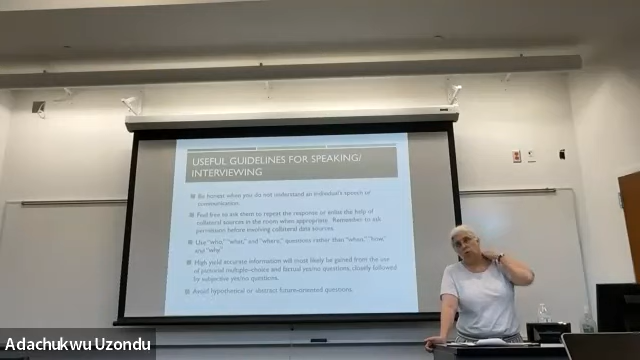 USEFUL GUIDELINES FOR SPEAKING/
INTERVIEWING
Be honest when you do not understand an individual's speech or
communication.
Feel free to ask them to repeat the response or enlist the help of
collateral sources in the room when appropriate. Remember to ask
permission before involving collateral data sources.
Use "who," "what," and "where," questions rather than "when," "how,"
and "why"
High yield accurate information will most likely be gained from the use
of pictorial multiple-choice and factual yes/no questions, closely followed
by subjective yes/no questions.
Avoid hypothetical or abstract future-oriented questions.
Adachukwu Uzondu